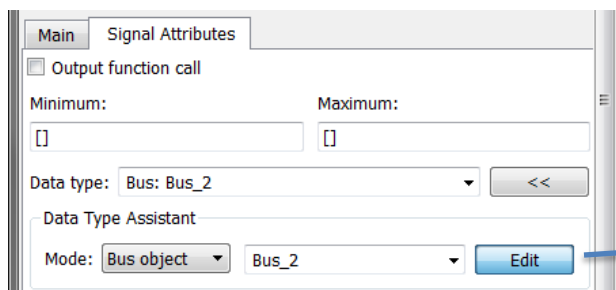 Main Signal Attributes
Output function call
Minimum: Maximum:
[] []
Data type: Bus: Bus_2 <<
Data Type Assistant
Mode: Bus object Bus_2 Edit